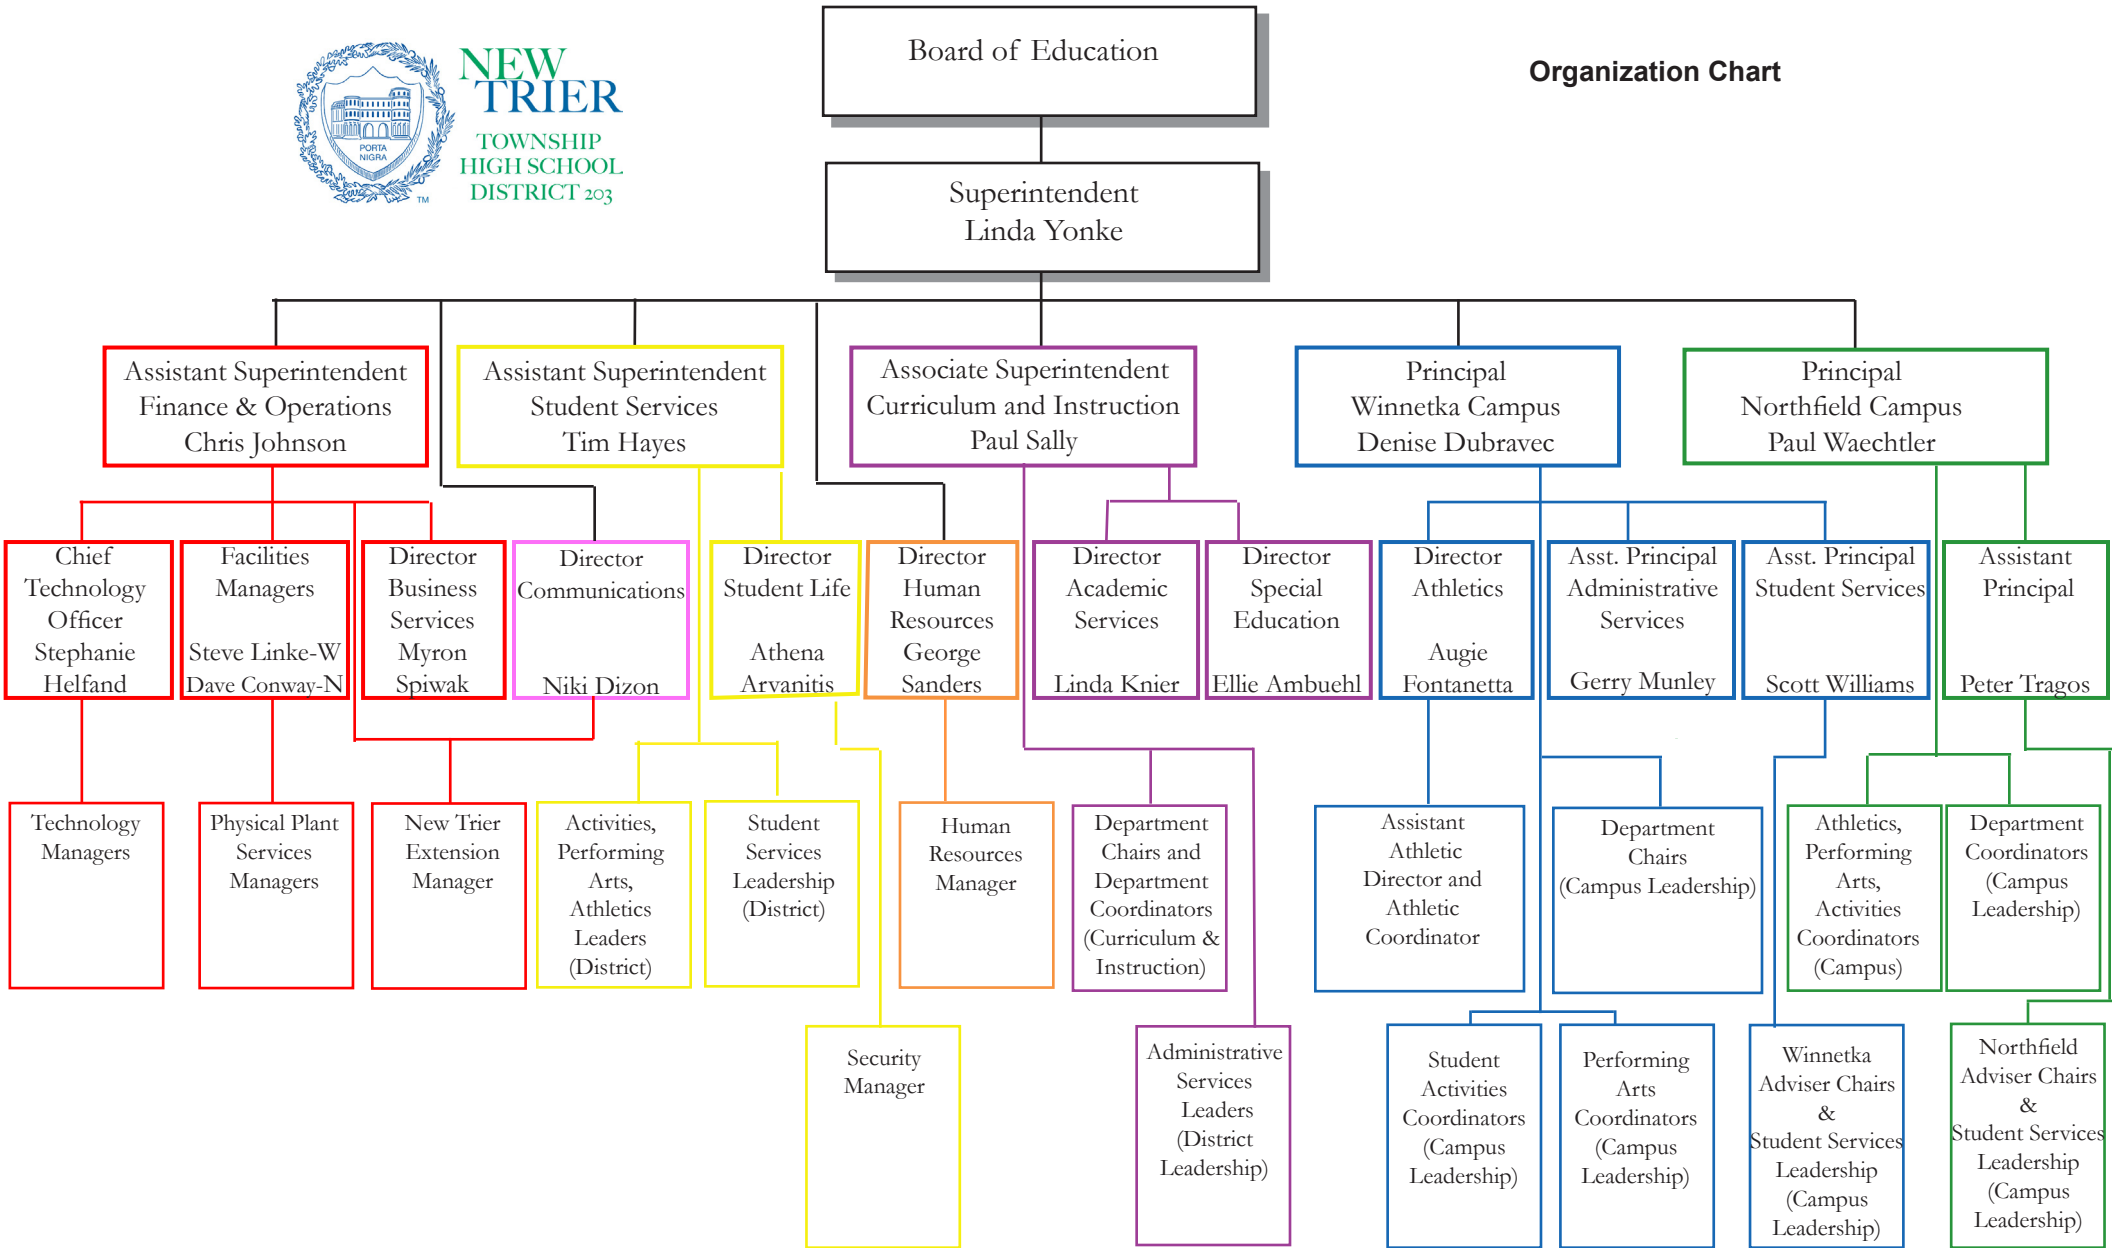 PORTA
NIGRA
TM
NEW
TRIER
TOWNSHIP
HIGH SCHOOL
DISTRICT 203
Board of Education
Organization Chart
Superintendent
Linda Yonke
Assistant Superintendent
Finance & Operations
Chris Johnson
Assistant Superintendent
Student Services
Tim Hayes
Associate Superintendent
Curriculum and Instruction
Paul Sally
Principal
Winnetka Campus
Denise Dubravec
Principal
Northfield Campus
Paul Waechtler
Chief
Technology
Officer
Stephanie
Helfand
Facilities
Managers
Steve Linke-W
Dave Conway-N
Director
Business
Services
Myron
Spiwak
Director
Communications
Niki Dizon
Director
Student Life
Athena
Arvanitis
Director
Human
Resources
George
Sanders
Director
Academic
Services
Linda Knier
Director
Special
Education
Ellie Ambuehl
Director
Athletics
Augie
Fontanetta
Asst. Principal
Administrative
Services
Gerry Munley
Asst. Principal
Student Services
Scott Williams
Assistant
Principal
Peter Tragos
Technology
Managers
Physical Plant
Services
Managers
New Trier
Extension
Manager
Activities,
Performing
Arts,
Athletics
Leaders
(District)
Student
Services
Leadership
(District)
Human
Resources
Manager
Department
Chairs and
Department
Coordinators
(Curriculum &
Instruction)
Assistant
Athletic
Director and
Athletic
Coordinator
Department
Chairs
(Campus Leadership)
Athletics,
Performing
Arts,
Activities
Coordinators
(Campus)
Department
Coordinators
(Campus
Leadership)
Security
Manager
Administrative
Services
Leaders
(District
Leadership)
Student
Activities
Coordinators
(Campus
Leadership)
Performing
Arts
Coordinators
(Campus
Leadership)
Winnetka
Adviser Chairs
&
Student Services
Leadership
(Campus
Leadership)
Northfield
Adviser Chairs
&
Student Services
Leadership
(Campus
Leadership)